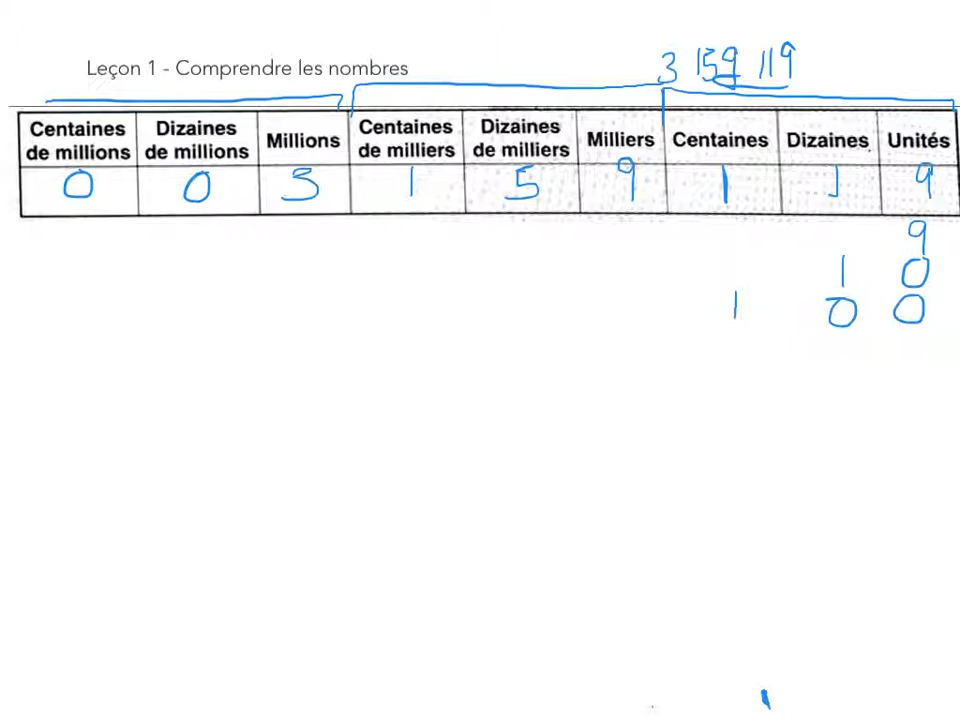 3 159 119
Leçon 1 - Comprendre les nombres
Centaines de millions Dizaines de millions Millions Centaines de milliers Dizaines de milliers Milliers Centaines Dizaines Unités
0 0 3 1 5 9 1 1 9
9
1 0
1 0 0